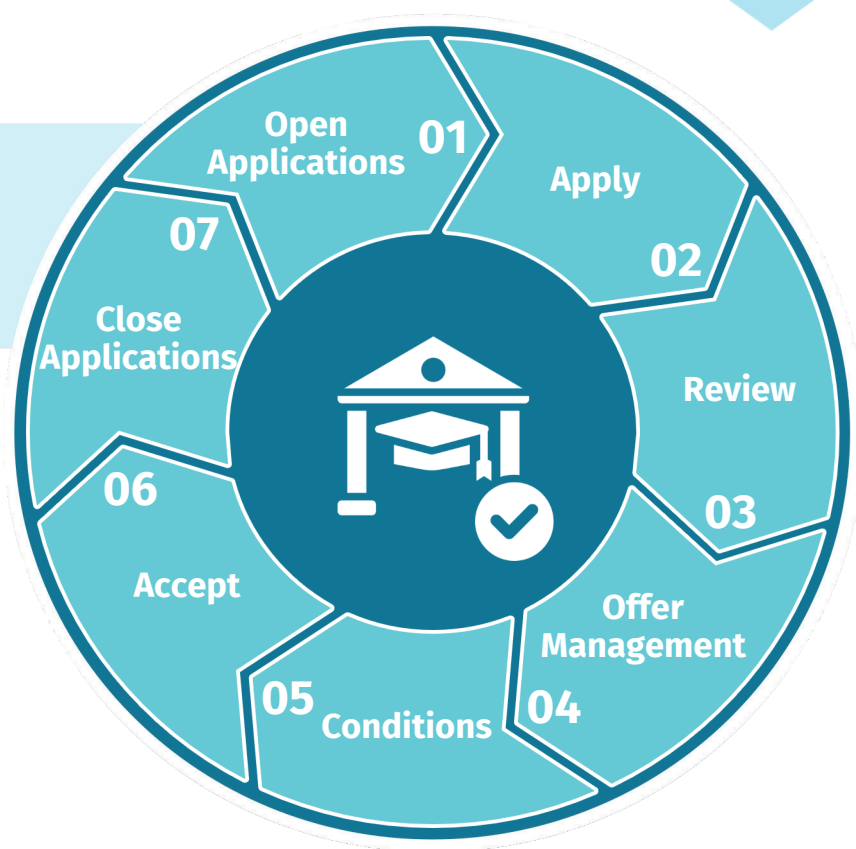 Open
Applications
01
Apply
02
Review
03
Offer
Management
04
Conditions
05
Accept
06
Close
Applications
07